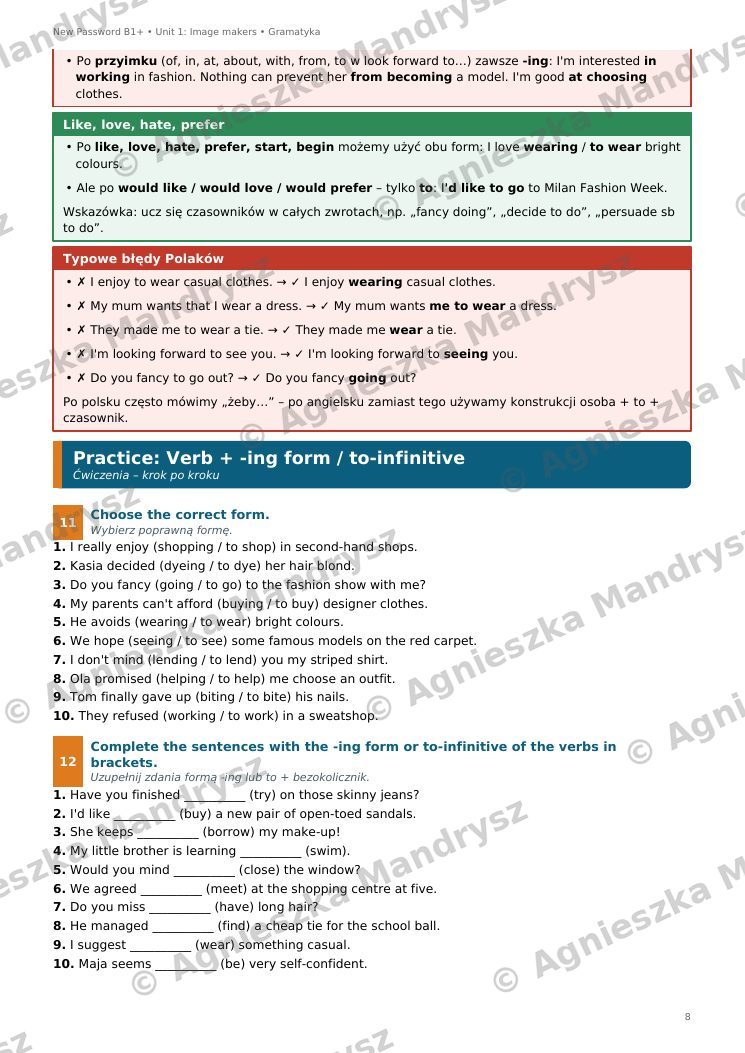 New Password B1+ • Unit 1: Image makers • Gramatyka
• Po przyimku (of, in, at, about, with, from, to w look forward to…) zawsze -ing: I'm interested in
working in fashion. Nothing can prevent her from becoming a model. I'm good at choosing
clothes.
Like, love, hate, prefer
• Po like, love, hate, prefer, start, begin możemy użyć obu form: I love wearing / to wear bright
colours.
• Ale po would like / would love / would prefer – tylko to: I'd like to go to Milan Fashion Week.
Wskazówka: ucz się czasowników w całych zwrotach, np. „fancy doing”, „decide to do”, „persuade sb
to do”.
Typowe błędy Polaków
• ✗ I enjoy to wear casual clothes. → ✓ I enjoy wearing casual clothes.
• ✗ My mum wants that I wear a dress. → ✓ My mum wants me to wear a dress.
• ✗ They made me to wear a tie. → ✓ They made me wear a tie.
• ✗ I'm looking forward to see you. → ✓ I'm looking forward to seeing you.
• ✗ Do you fancy to go out? → ✓ Do you fancy going out?
Po polsku często mówimy „żeby…” – po angielsku zamiast tego używamy konstrukcji osoba + to +
czasownik.
Practice: Verb + -ing form / to-infinitive
Ćwiczenia – krok po kroku
11 Choose the correct form.
Wybierz poprawną formę.
1. I really enjoy (shopping / to shop) in second-hand shops.
2. Kasia decided (dyeing / to dye) her hair blond.
3. Do you fancy (going / to go) to the fashion show with me?
4. My parents can't afford (buying / to buy) designer clothes.
5. He avoids (wearing / to wear) bright colours.
6. We hope (seeing / to see) some famous models on the red carpet.
7. I don't mind (lending / to lend) you my striped shirt.
8. Ola promised (helping / to help) me choose an outfit.
9. Tom finally gave up (biting / to bite) his nails.
10. They refused (working / to work) in a sweatshop.
12 Complete the sentences with the -ing form or to-infinitive of the verbs in
brackets.
Uzupełnij zdania formą -ing lub to + bezokolicznik.
1. Have you finished __________ (try) on those skinny jeans?
2. I'd like __________ (buy) a new pair of open-toed sandals.
3. She keeps __________ (borrow) my make-up!
4. My little brother is learning __________ (swim).
5. Would you mind __________ (close) the window?
6. We agreed __________ (meet) at the shopping centre at five.
7. Do you miss __________ (have) long hair?
8. He managed __________ (find) a cheap tie for the school ball.
9. I suggest __________ (wear) something casual.
10. Maja seems __________ (be) very self-confident.
8
© Agnieszka Mandrysz